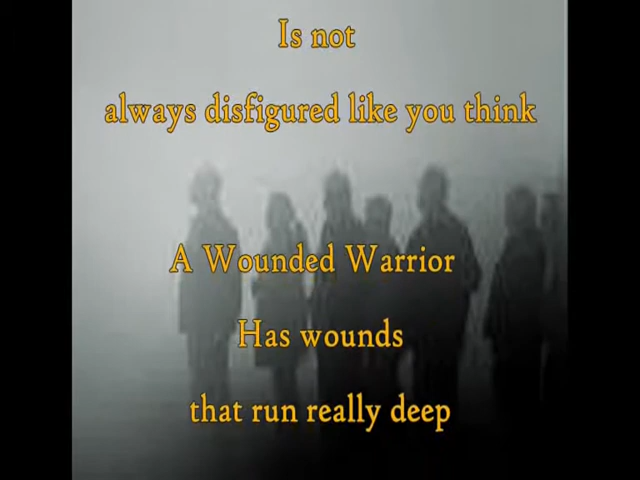 Is not
always disfigured like you think
A Wounded Warrior
Has wounds
that run really deep